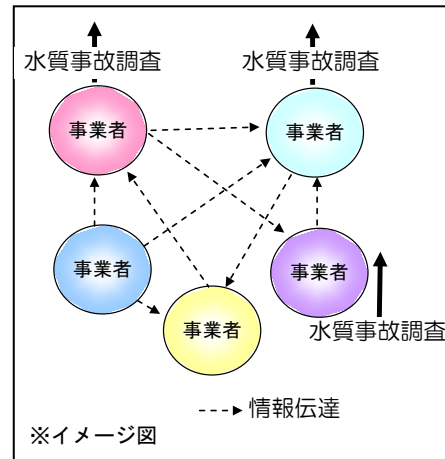 水質事故調査 水質事故調査
事業者 事業者
事業者 事業者
事業者
水質事故調査
情報伝達
※イメージ図